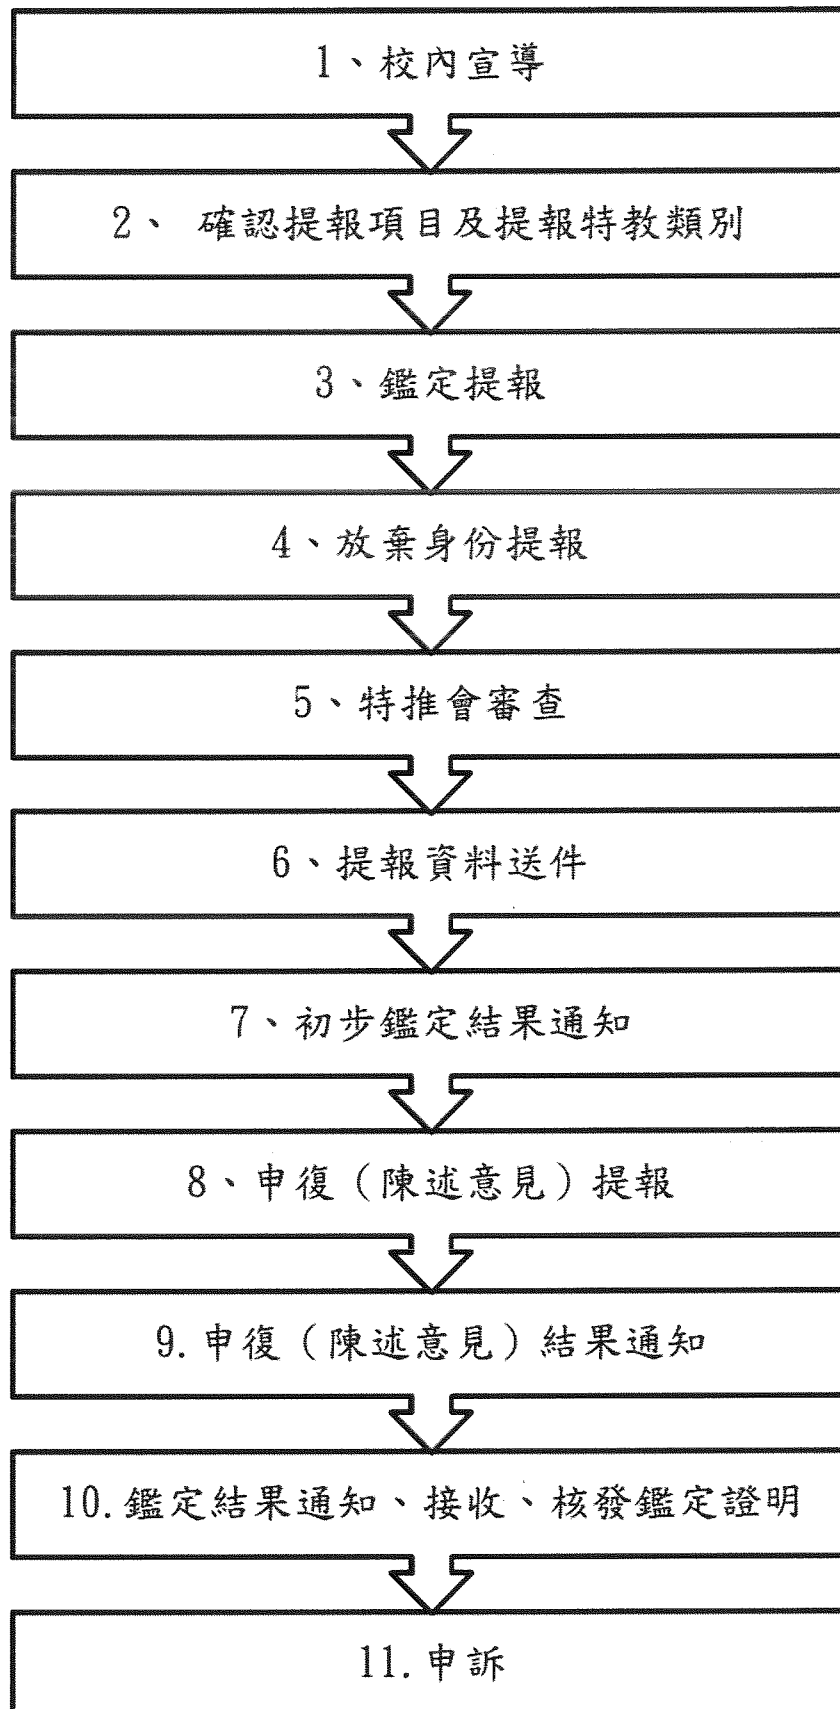 1、校內宣導
2、 確認提報項目及提報特教類別
3、鑑定提報
4、放棄身份提報
5、特推會審查
6、提報資料送件
7、初步鑑定結果通知
8、申復（陳述意見）提報
9.申復（陳述意見）結果通知
10.鑑定結果通知、接收、核發鑑定證明
11.申訴